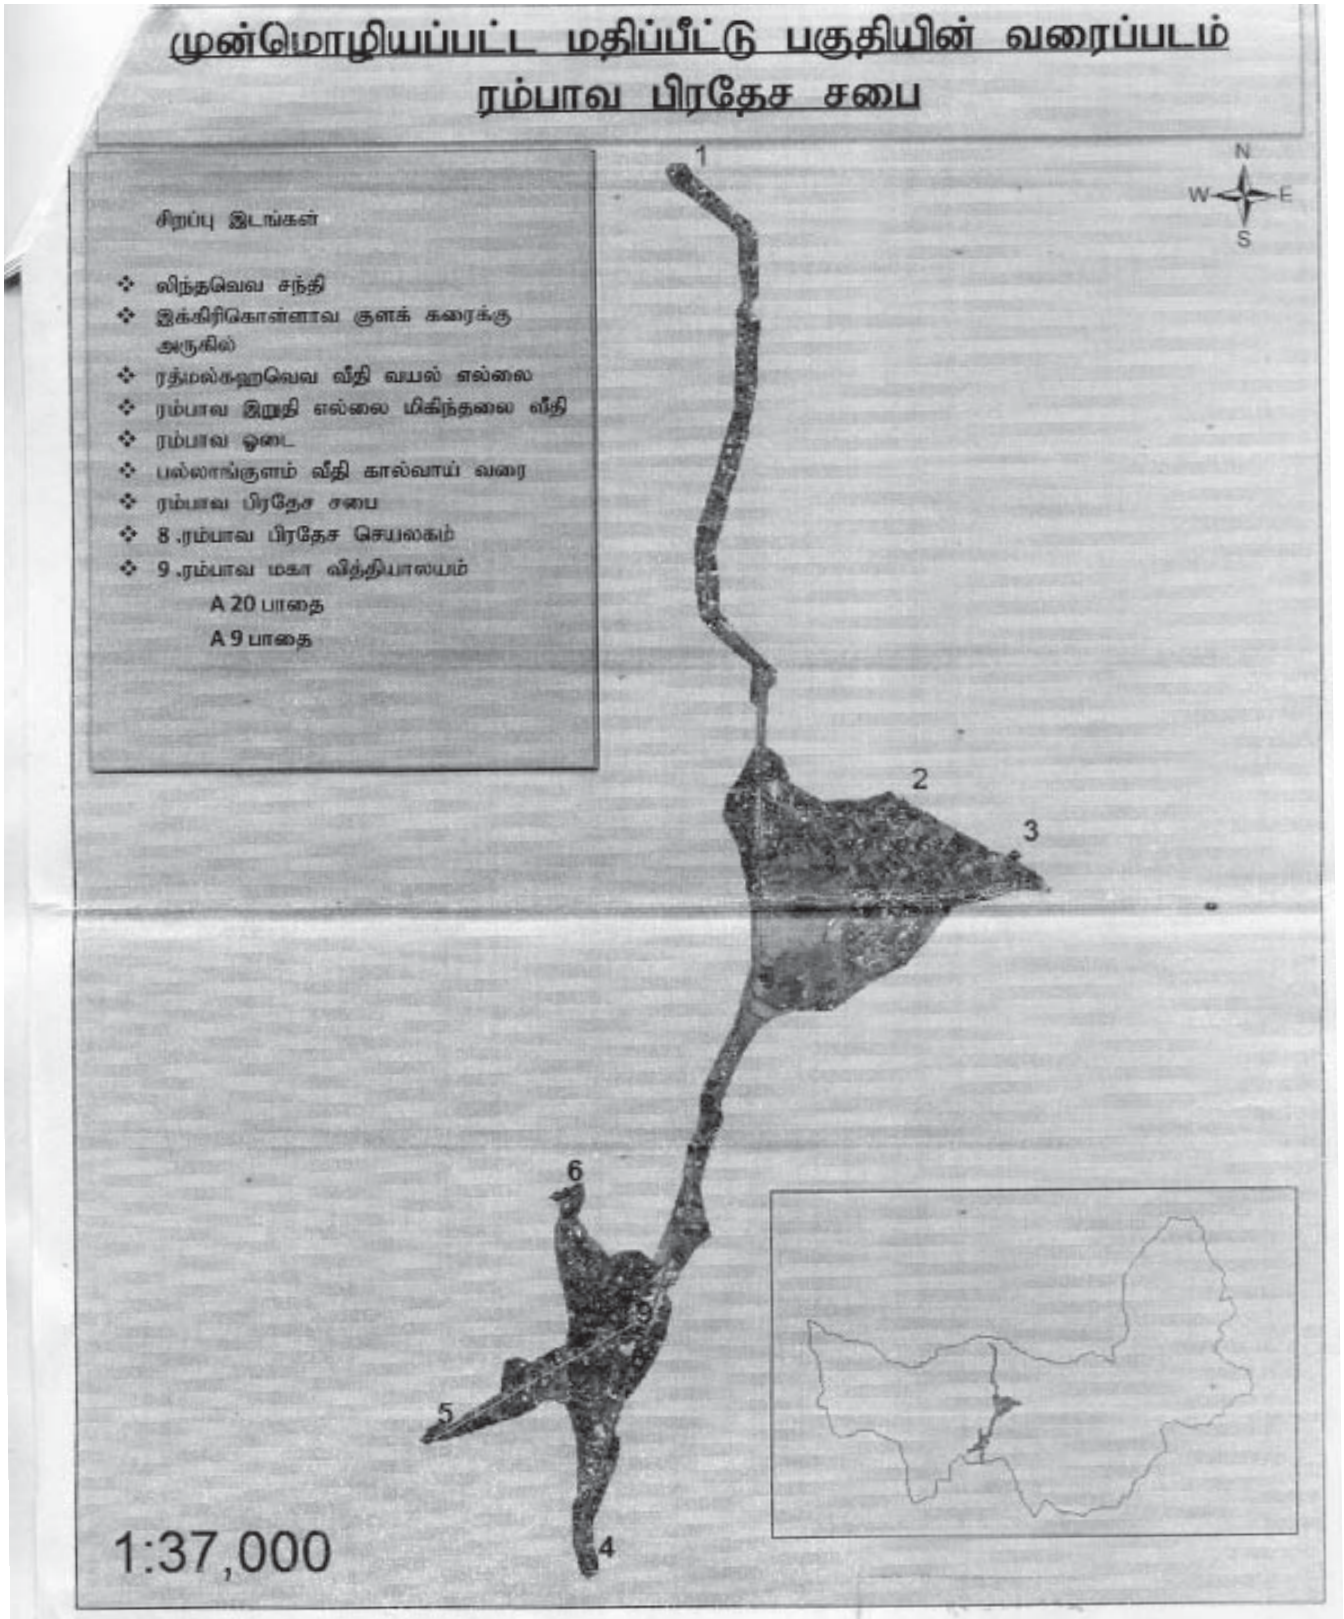 முன்மொழியப்பட்ட மதிப்பீட்டு பகுதியின் வரைப்படம்
ரம்பாவ பிரதேச சபை
1
N
W E
S
சிறப்பு இடங்கள்
❖ லிந்தவெவ சந்தி
❖ இக்கிரிகொள்ளாவ குளக் கரைக்கு
அருகில்
❖ ரத்மல்கஹவெவ வீதி வயல் எல்லை
❖ ரம்பாவ இறுதி எல்லை மிகிந்தலை வீதி
❖ ரம்பாவ ஓடை
❖ பல்லாங்குளம் வீதி கால்வாய் வரை
❖ ரம்பாவ பிரதேச சபை
❖ 8 .ரம்பாவ பிரதேச செயலகம்
❖ 9 .ரம்பாவ மகா வித்தியாலயம்
A 20 பாதை
A 9 பாதை
2
3
6
9
5
4
1:37,000